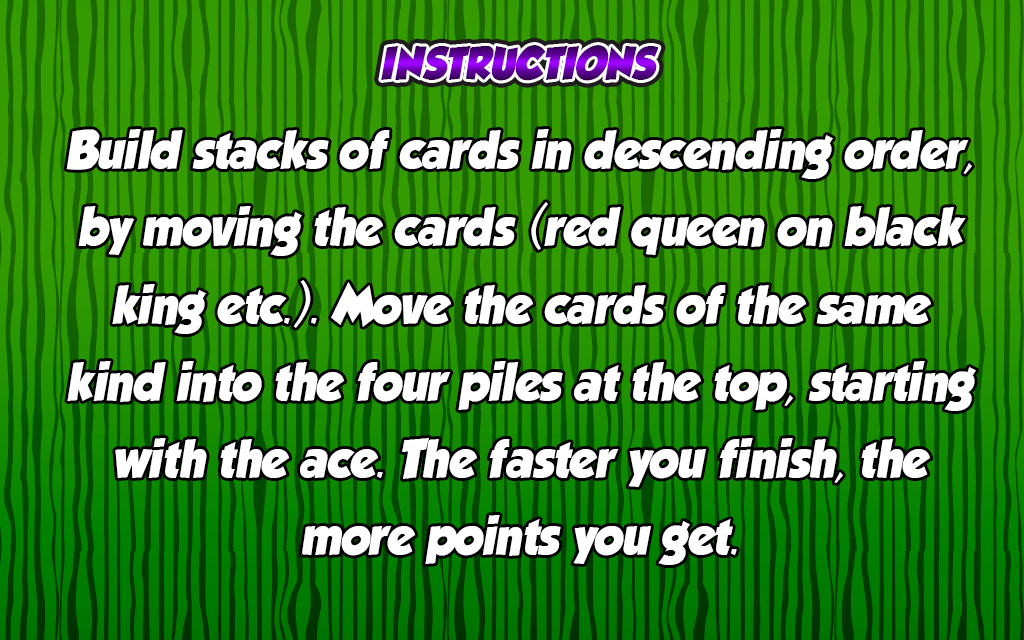 INSTRUCTIONS
Build stacks of cards in descending order,
by moving the cards (red queen on black
king etc.). Move the cards of the same
kind into the four piles at the top, starting
with the ace. The faster you finish, the
more points you get.